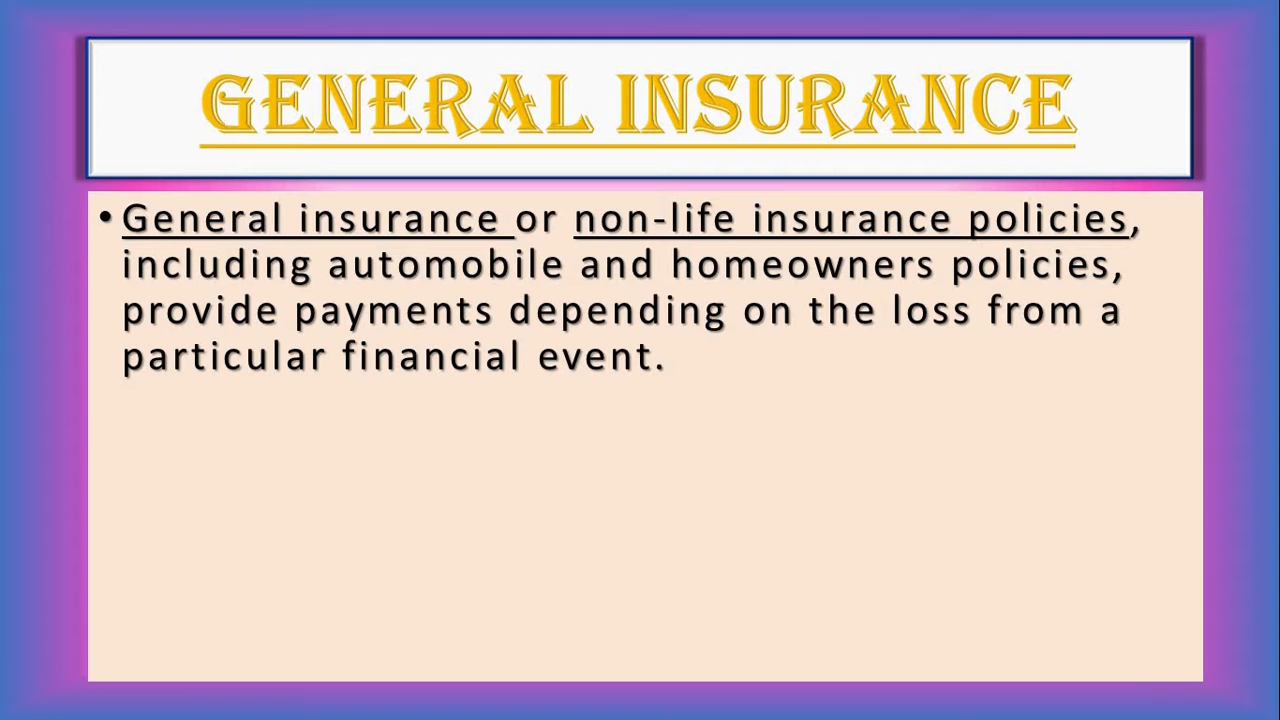 GENERAL INSURANCE
• General insurance or non-life insurance policies,
including automobile and homeowners policies,
provide payments depending on the loss from a
particular financial event.